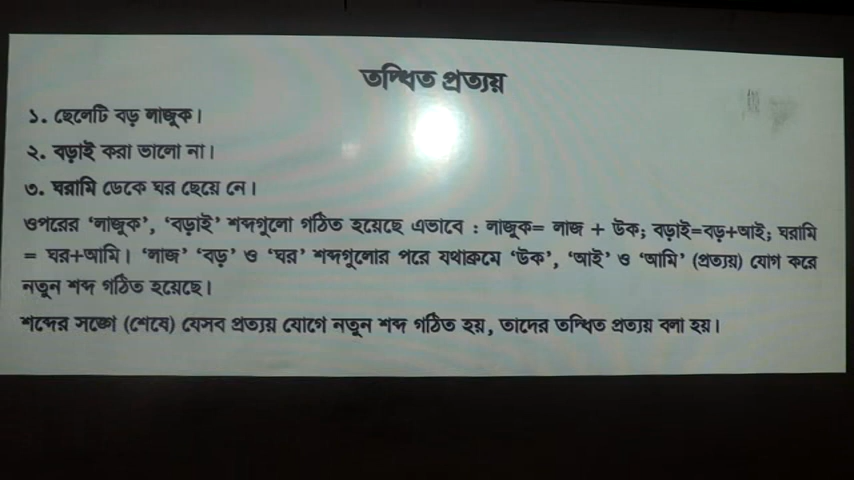 তদ্ধিত প্রত্যয়
১. ছেলেটি বড় লাজুক।
২. বড়াই করা ভালো না।
৩. ঘরামি ডেকে ঘর ছেয়ে নে।
ওপরের ‘লাজুক’, ‘বড়াই’ শব্দগুলো গঠিত হয়েছে এভাবে : লাজুক= লাজ + উক; বড়াই=বড়+আই; ঘরামি
= ঘর+আমি। ‘লাজ’ ‘বড়’ ও ‘ঘর’ শব্দগুলোর পরে যথাক্রমে ‘উক’, ‘আই’ ও ‘আমি’ (প্রত্যয়) যোগ করে
নতুন শব্দ গঠিত হয়েছে।
শব্দের সঙ্গে (শেষে) যেসব প্রত্যয় যোগে নতুন শব্দ গঠিত হয়, তাদের তদ্ধিত প্রত্যয় বলা হয়।